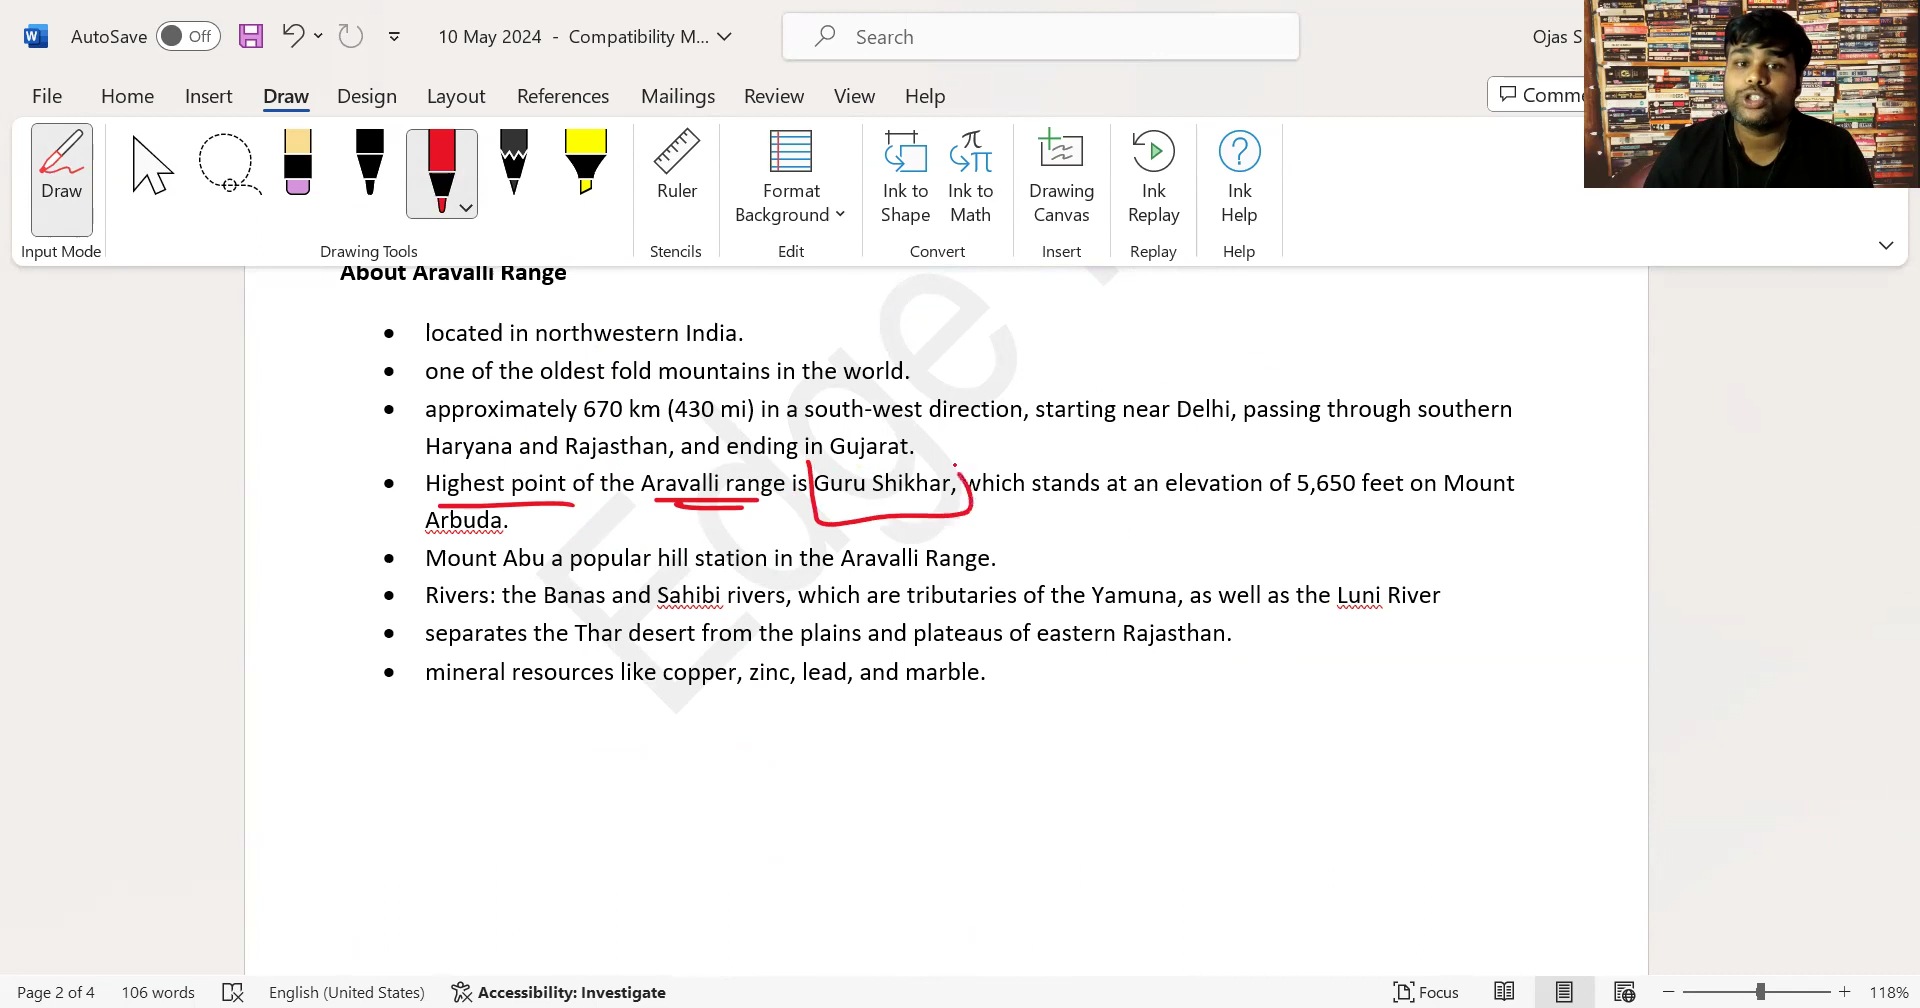 AutoSave Off 10 May 2024 - Compatibility M... Search Ojas S
File Home Insert Draw Design Layout References Mailings Review View Help Comme
Draw
Ruler
Format Background
Ink to Shape
Ink to Math
Drawing Canvas
Ink Replay
Ink Help
Input Mode Drawing Tools Stencils Edit Convert Insert Replay Help
About Aravalli Range
• located in northwestern India.
• one of the oldest fold mountains in the world.
• approximately 670 km (430 mi) in a south-west direction, starting near Delhi, passing through southern
Haryana and Rajasthan, and ending in Gujarat.
• Highest point of the Aravalli range is Guru Shikhar, which stands at an elevation of 5,650 feet on Mount
Arbuda.
• Mount Abu a popular hill station in the Aravalli Range.
• Rivers: the Banas and Sahibi rivers, which are tributaries of the Yamuna, as well as the Luni River
• separates the Thar desert from the plains and plateaus of eastern Rajasthan.
• mineral resources like copper, zinc, lead, and marble.
Edge
Page 2 of 4 106 words English (United States) Accessibility: Investigate Focus 118%